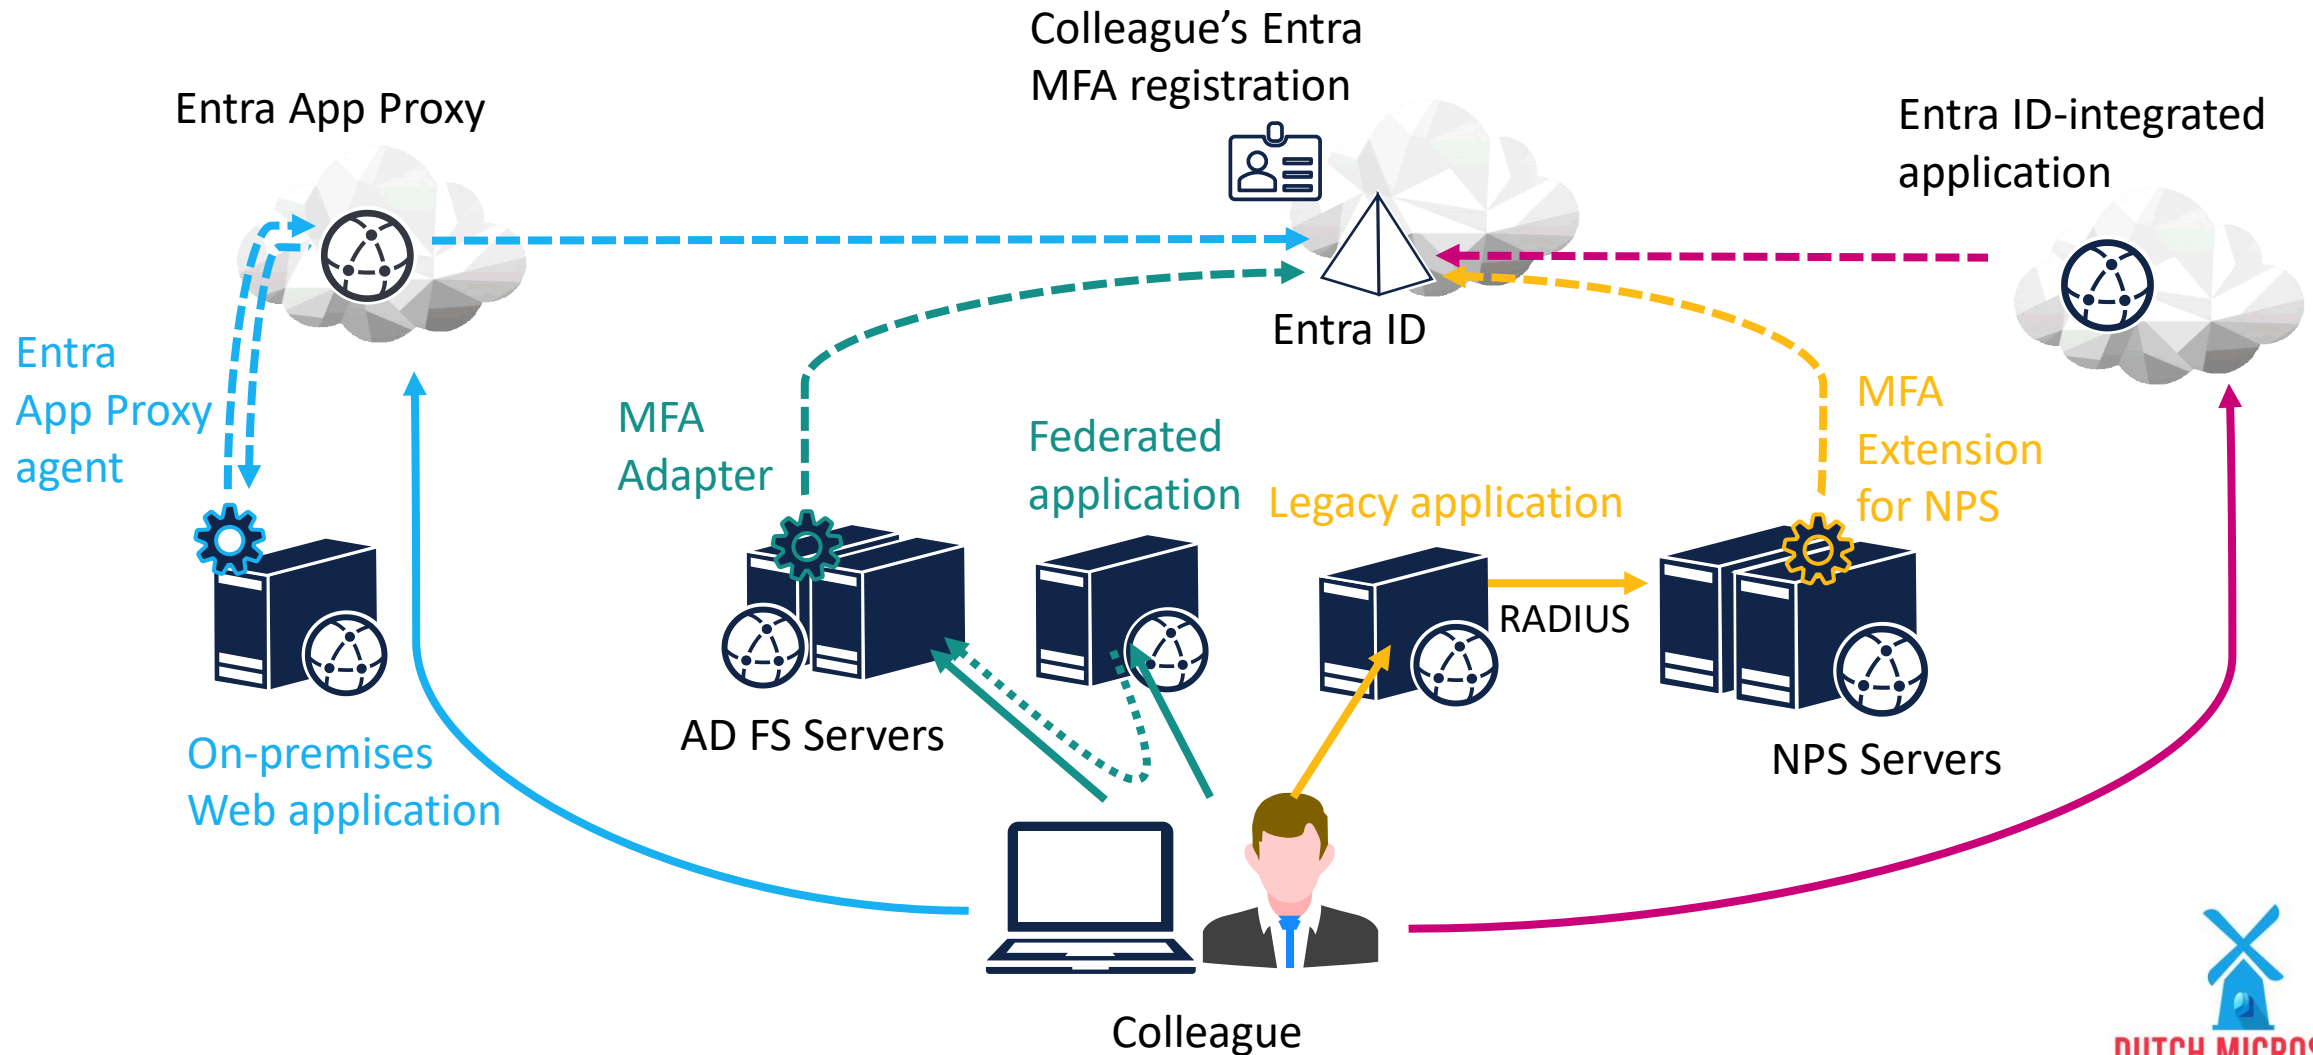 Colleague's Entra
MFA registration
Entra App Proxy
Entra ID-integrated
application
Entra ID
Entra
App Proxy
agent
MFA
Adapter
Federated
application
Legacy application
MFA
Extension
for NPS
RADIUS
AD FS Servers
NPS Servers
On-premises
Web application
Colleague
DUTCH MICROS